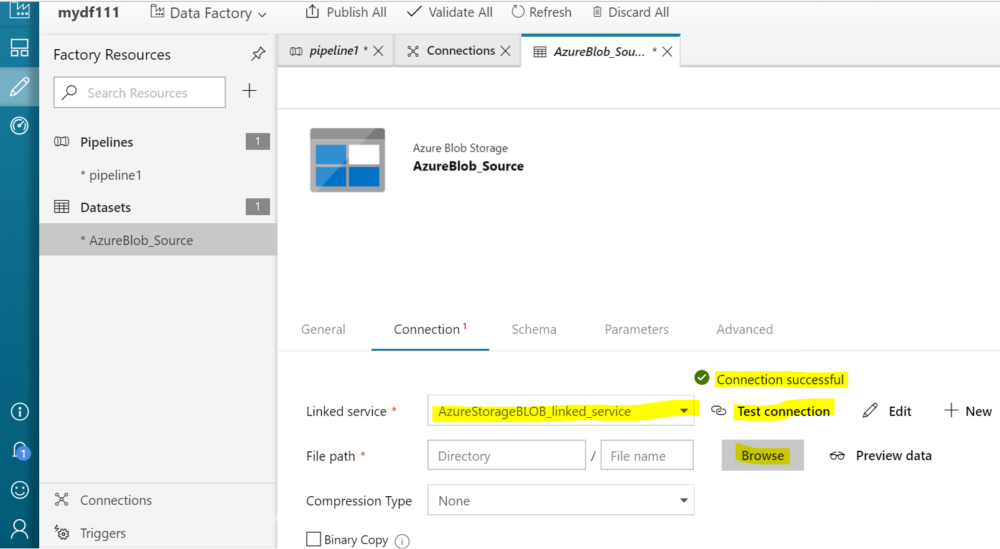 mydf111
Data Factory
Publish All
Validate All
Refresh
Discard All
Factory Resources
Search Resources
Pipelines
1
* pipeline1
Datasets
1
* AzureBlob_Source
Connections
Triggers
1
pipeline1 *
Connections
AzureBlob_Sou... *
Azure Blob Storage
AzureBlob_Source
General
Connection 1
Schema
Parameters
Advanced
Connection successful
Linked service *
AzureStorageBLOB_linked_service
Test connection
Edit
New
File path *
Directory
/
File name
Browse
Preview data
Compression Type
None
Binary Copy